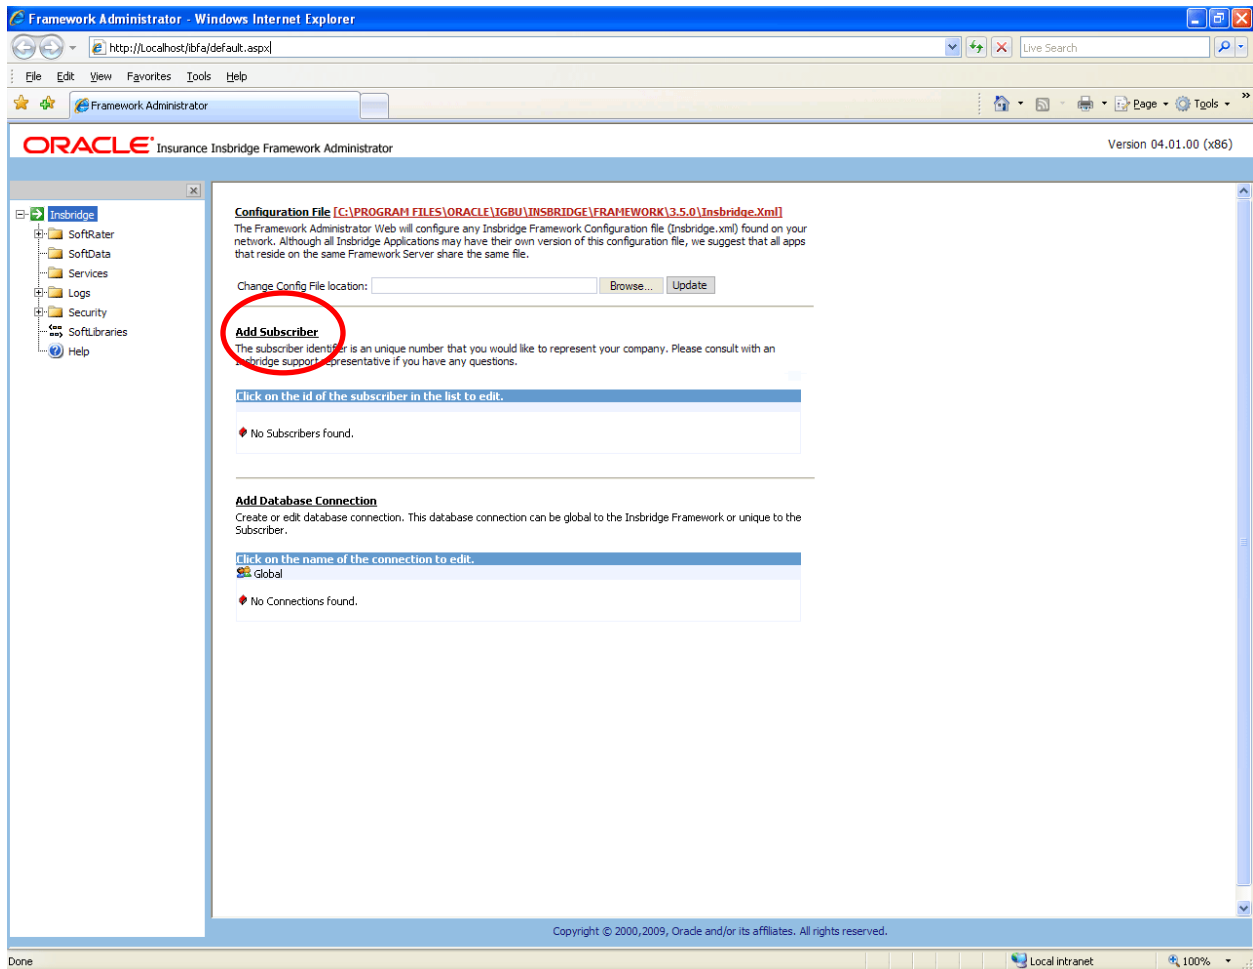 Framework Administrator - Windows Internet Explorer
http://Localhost/ibfa/default.aspx
Live Search
File Edit View Favorites Tools Help
Framework Administrator
Page Tools
ORACLE Insurance Insbridge Framework Administrator
Version 04.01.00 (x86)
Insbridge
SoftRater
SoftData
Services
Logs
Security
SoftLibraries
Help
Configuration File [C:\PROGRAM FILES\ORACLE\IGBU\INSBRIDGE\FRAMEWORK\3.5.0\Insbridge.Xml]
The Framework Administrator Web will configure any Insbridge Framework Configuration file (Insbridge.xml) found on your
network. Although all Insbridge Applications may have their own version of this configuration file, we suggest that all apps
that reside on the same Framework Server share the same file.
Change Config File location: Browse... Update
Add Subscriber
The subscriber identifier is an unique number that you would like to represent your company. Please consult with an
Insbridge support representative if you have any questions.
Click on the id of the subscriber in the list to edit.
No Subscribers found.
Add Database Connection
Create or edit database connection. This database connection can be global to the Insbridge Framework or unique to the
Subscriber.
Click on the name of the connection to edit.
Global
No Connections found.
Copyright © 2000,2009, Oracle and/or its affiliates. All rights reserved.
Done
Local intranet
100%